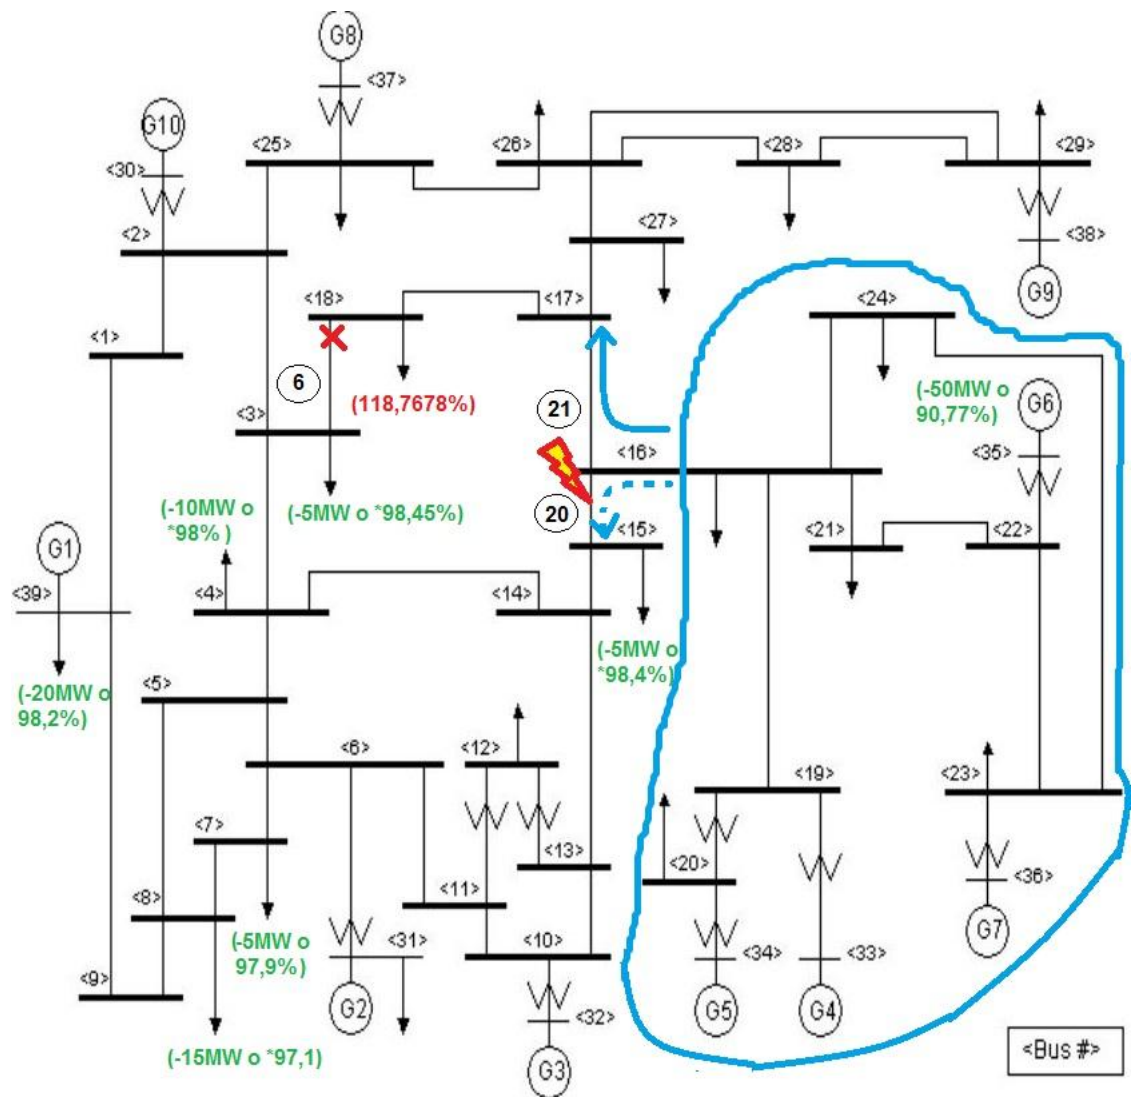 G8
<37>
G10
<25>
<26>
<28>
<29>
<30>
<2>
<27>
<38>
<18>
<17>
<24>
G9
<1>
6
(118,7678%)
21
(-50MW o
90,77%)
G6
<3>
<16>
<35>
(-10MW o
*98% )
(-5MW o *98,45%)
20
<15>
<21>
<22>
G1
<39>
<4>
<14>
(-5MW o
*98,4%)
(-20MW o
98,2%)
<5>
<6>
<12>
<19>
<23>
<7>
<13>
<20>
<36>
<8>
<11>
G7
(-5MW o
97,9%)
<31>
<10>
<34>
<33>
<9>
G2
G5
G4
<32>
(-15MW o *97,1)
G3
<Bus #>